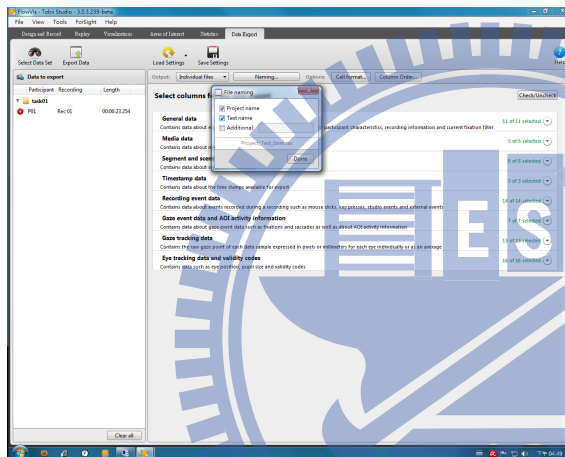 FlowVis - Tobii Studio - 3.0.3.239-beta
File View Tools ForSight Help
Design and Record Replay Visualizations Areas of Interest Statistics Data Export
Select Data Set Export Data Load Settings Save Settings Help
Data to export
Output: Individual files Naming... Options: Cell format... Column Order...
Participant Recording Length
task01
P01 Rec 01 00:00:23.254
Clear all
Select columns
Check/Uncheck
File naming
Project name
Test name
Additional:
Project_Test_Item.tsv
Done
General data
11 of 11 selected
Contains data about participant characteristics, recording information and current fixation filter
Media data
5 of 5 selected
Contains data about
Segment and scene
6 of 6 selected
Contains data about
Timestamp data
3 of 3 selected
Contains data about the time stamps available for export
Recording event data
14 of 14 selected
Contains data about events recorded during a recording such as mouse clicks, key presses, studio events and external events
Gaze event data and AOI activity information
7 of 7 selected
Contains data about gaze event data such as fixations and saccades as well as about AOI activity information
Gaze tracking data
Contains the raw gaze point of each data sample expressed in pixels or millimeters for each eye individually or as an average
Eye tracking data and validity codes
16 of 16 selected
Contains data such as eye position, pupil size and validity codes
ES
下午 04:49